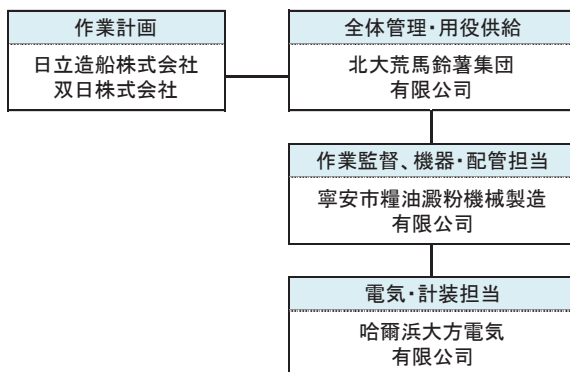 作業計画
日立造船株式会社
双日株式会社
全体管理・用役供給
北大荒馬鈴薯集団
有限公司
作業監督、機器・配管担当
寧安市糧油澱粉機械製造
有限公司
電気・計装担当
哈爾浜大方電気
有限公司